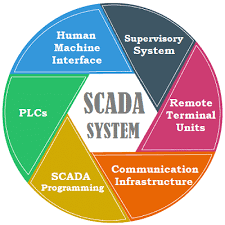 Human
Machine
Interface
Supervisory
System
Remote
Terminal
Units
Communication
Infrastructure
SCADA
Programming
PLCs
SCADA
SYSTEM